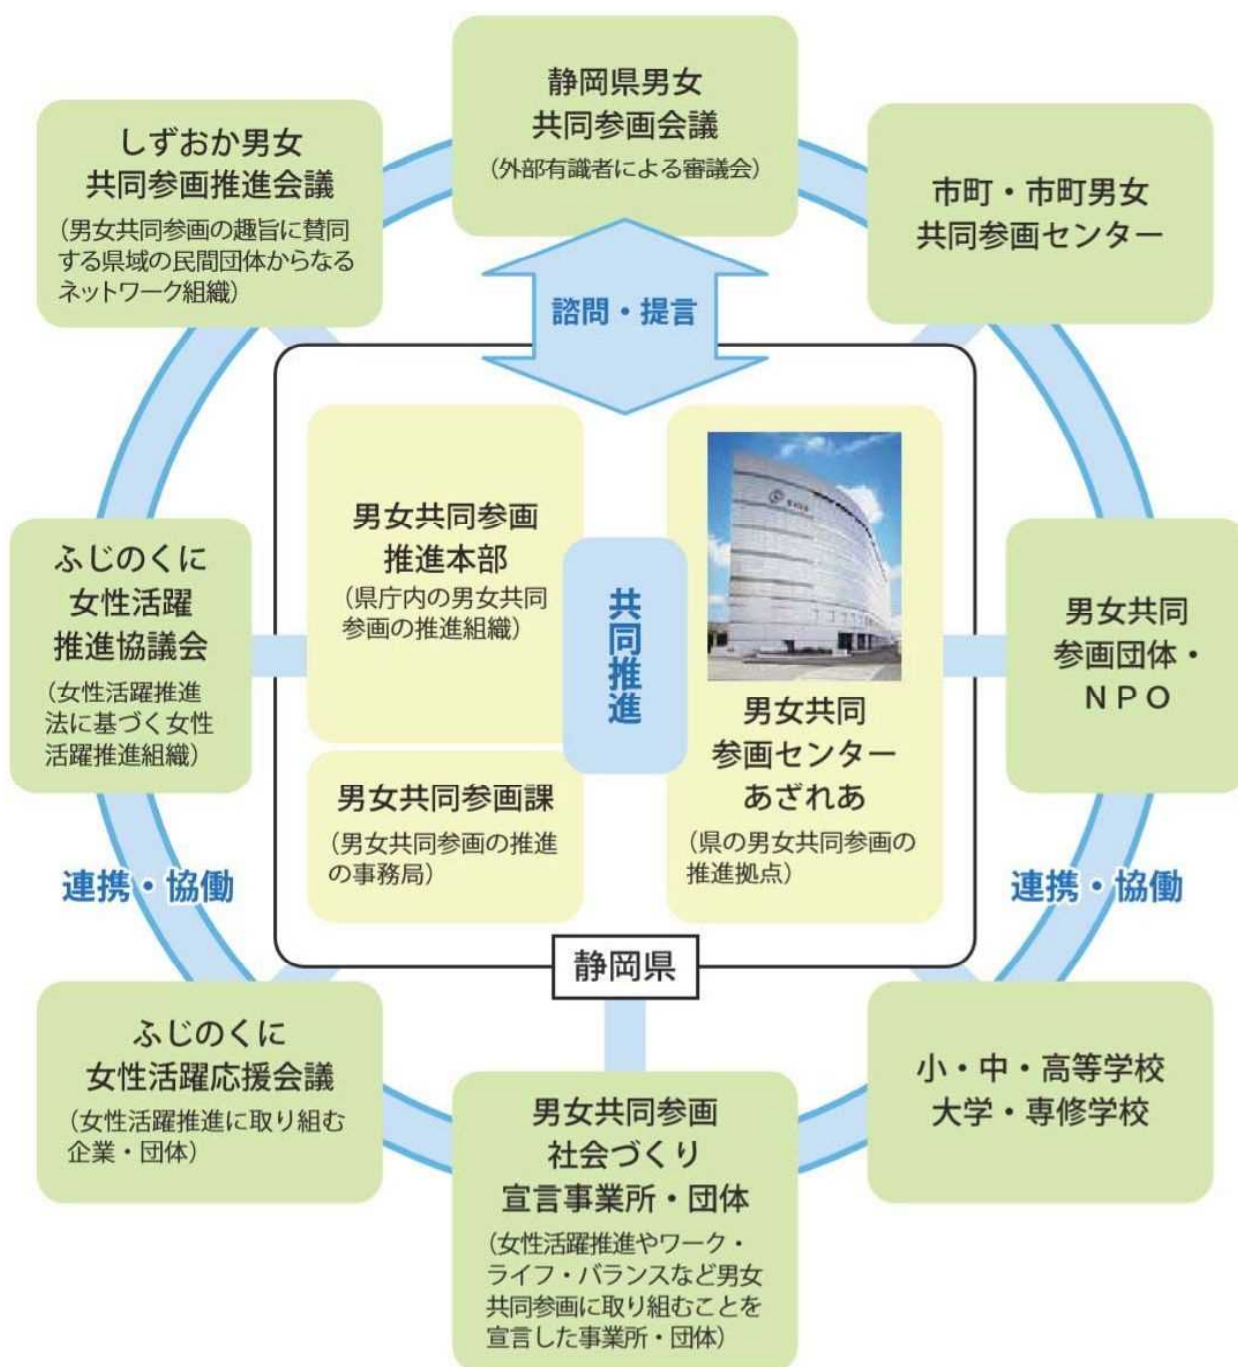 静岡県男女
共同参画会議
（外部有識者による審議会）
しずおか男女
共同参画推進会議
（男女共同参画の趣旨に賛同
する県域の民間団体からなる
ネットワーク組織）
市町・市町男女
共同参画センター
諮問・提言
男女共同参画
推進本部
（県庁内の男女共同
参画の推進組織）
共同推進
男女共同
参画センター
あざれあ
（県の男女共同参画の
推進拠点）
男女共同参画課
（男女共同参画の推進
の事務局）
静岡県
ふじのくに
女性活躍
推進協議会
（女性活躍推進
法に基づく女性
活躍推進組織）
男女共同
参画団体・
ＮＰＯ
連携・協働
連携・協働
ふじのくに
女性活躍応援会議
（女性活躍推進に取り組む
企業・団体）
男女共同参画
社会づくり
宣言事業所・団体
（女性活躍推進やワーク・
ライフ・バランスなど男女
共同参画に取り組むことを
宣言した事業所・団体）
小・中・高等学校
大学・専修学校